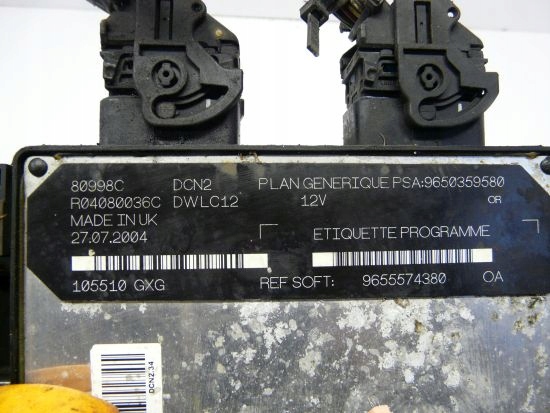 80998C DCN2 PLAN GENERIQUE PSA:9650359580
R04080036C DWLC12 12V OR
MADE IN UK
27.07.2004 ETIQUETTE PROGRAMME
105510 GXG REF SOFT: 9655574380 OA
DCN2.34